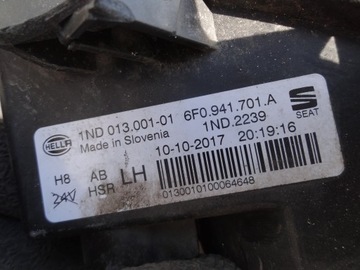 HELLA
1ND 013.001-01 6F0.941.701.A
Made in Slovenia 1ND.2239
SEAT
10-10-2017 20:19:16
H8 AB LH
24V HSR
0130010100064648